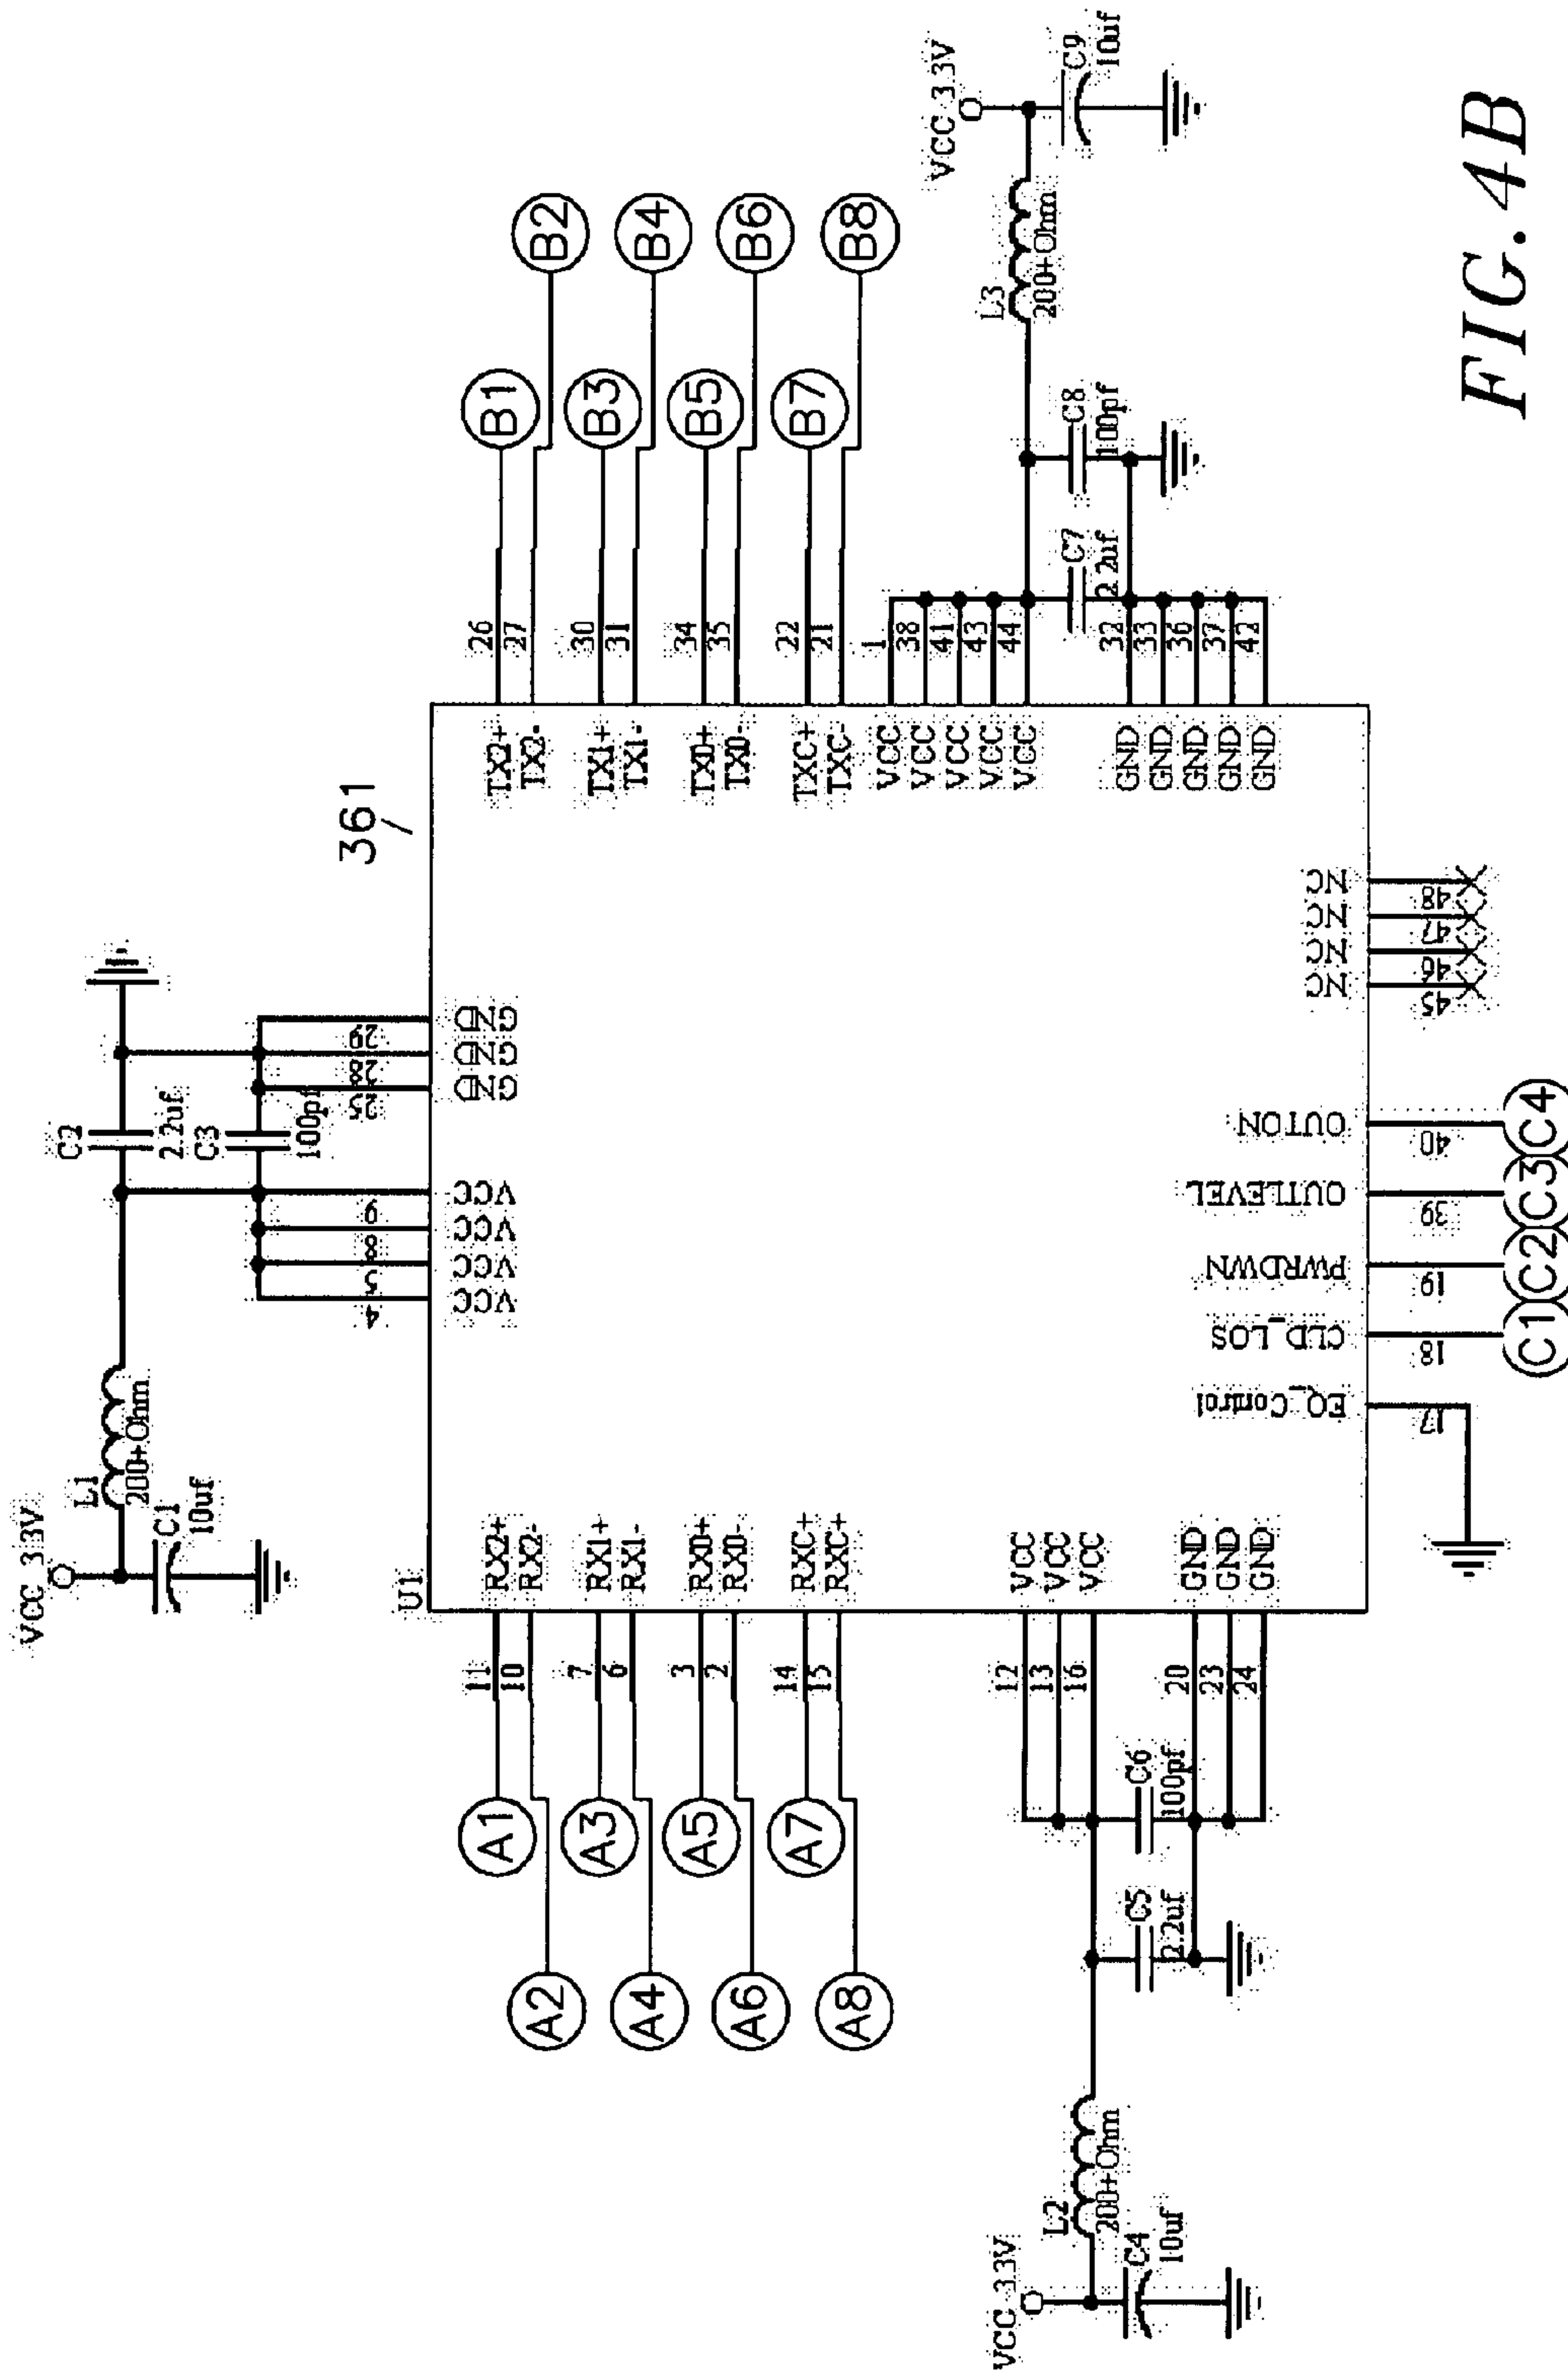 VCC 3.3V
L1
200+Ohm
C1
10uf
C2
2.2uf
C3
100pf
4
5
8
9
25
28
29
VCC
VCC
VCC
VCC
GND
GND
GND
361
U1
A1
11
RX2+
A2
10
RX2-
A3
7
RX1+
A4
6
RX1-
A5
3
RX0+
A6
2
RX0-
A7
14
RXC+
A8
15
RXC+
TX2+
26
B1
TX2-
27
B2
TX1+
30
B3
TX1-
31
B4
TX0+
34
B5
TX0-
35
B6
TXC+
22
B7
TXC-
21
B8
VCC
1
VCC
38
VCC
41
VCC
43
VCC
44
GND
32
GND
33
GND
36
GND
37
GND
42
C7
2.2uf
C8
100pf
L3
200+Ohm
VCC 3.3V
C9
10uf
VCC 3.3V
L2
200+Ohm
C4
10uf
C5
2.2uf
C6
100pf
12
VCC
13
VCC
16
VCC
20
GND
23
GND
24
GND
EQ_Control
CLD_LOS
PWRDWN
OUTLEVEL
OUTON
NC
NC
NC
NC
17
18
19
39
40
45
46
47
48
C1
C2
C3
C4
FIG. 4B